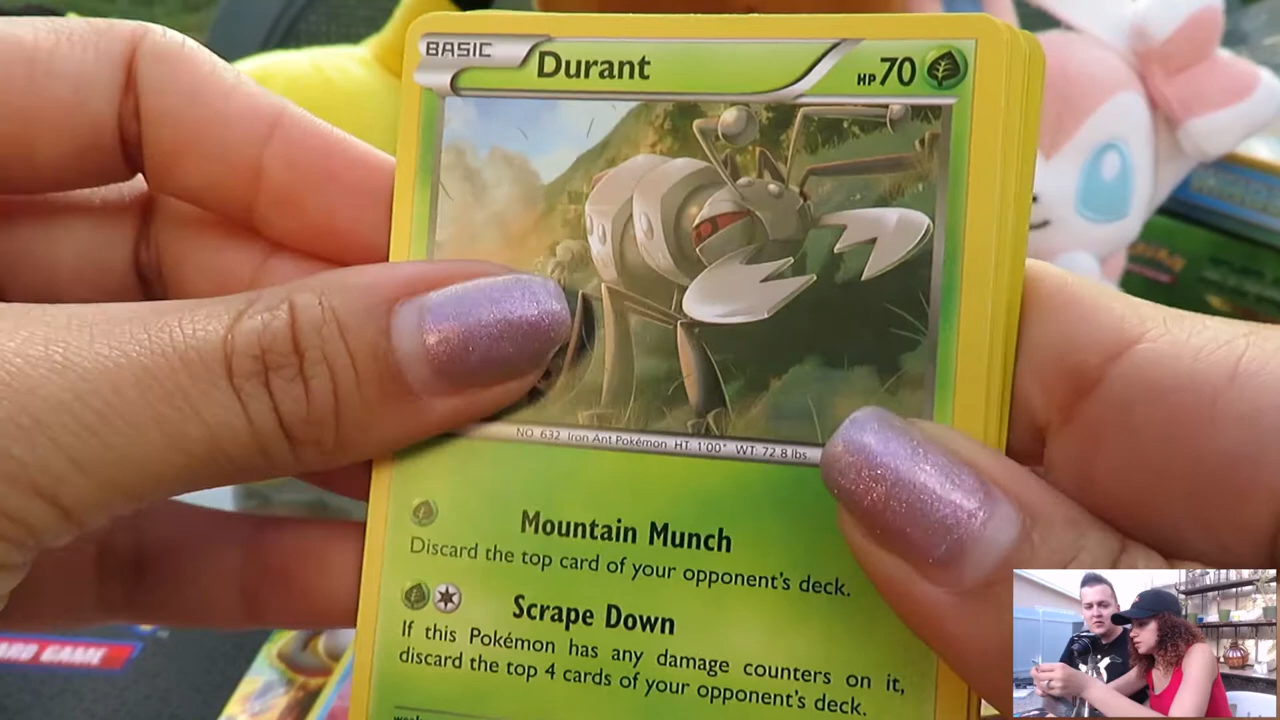 BASIC
Durant
HP 70
NO. 632 Iron Ant Pokémon HT: 1'00" WT: 72.8 lbs.
Mountain Munch
Discard the top card of your opponent's deck.
Scrape Down
If this Pokémon has any damage counters on it,
discard the top 4 cards of your opponent's deck.
ARD GAME